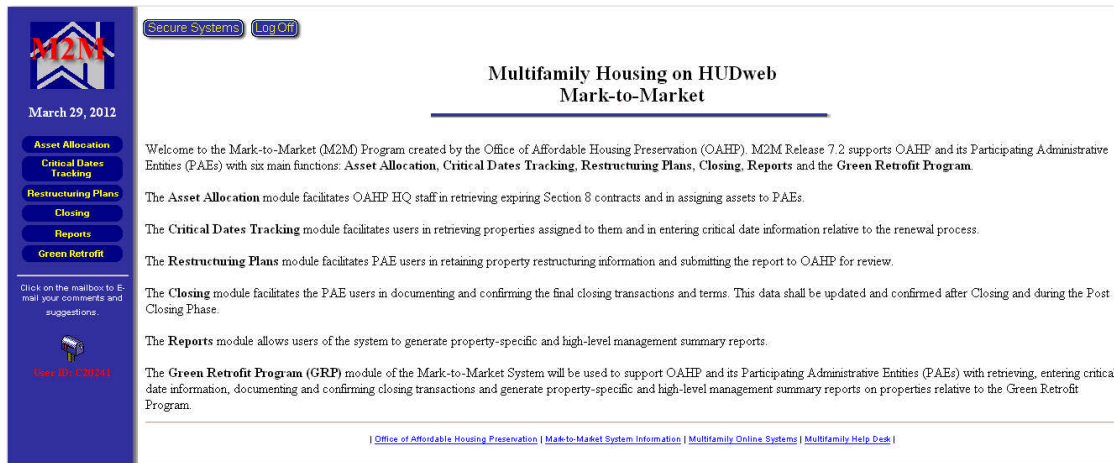 Secure Systems Log Off
M2M
March 29, 2012
Asset Allocation
Critical Dates
Tracking
Restructuring Plans
Closing
Reports
Green Retrofit
Click on the mailbox to E-
mail your comments and
suggestions.
User ID: C20241
Multifamily Housing on HUDweb
Mark-to-Market
Welcome to the Mark-to-Market (M2M) Program created by the Office of Affordable Housing Preservation (OAHP). M2M Release 7.2 supports OAHP and its Participating Administrative
Entities (PAEs) with six main functions: Asset Allocation, Critical Dates Tracking, Restructuring Plans, Closing, Reports and the Green Retrofit Program.
The Asset Allocation module facilitates OAHP HQ staff in retrieving expiring Section 8 contracts and in assigning assets to PAEs.
The Critical Dates Tracking module facilitates users in retrieving properties assigned to them and in entering critical date information relative to the renewal process.
The Restructuring Plans module facilitates PAE users in retaining property restructuring information and submitting the report to OAHP for review.
The Closing module facilitates the PAE users in documenting and confirming the final closing transactions and terms. This data shall be updated and confirmed after Closing and during the Post
Closing Phase.
The Reports module allows users of the system to generate property-specific and high-level management summary reports.
The Green Retrofit Program (GRP) module of the Mark-to-Market System will be used to support OAHP and its Participating Administrative Entities (PAEs) with retrieving, entering critical
date information, documenting and confirming closing transactions and generate property-specific and high-level management summary reports on properties relative to the Green Retrofit
Program.
| Office of Affordable Housing Preservation | Mark-to-Market System Information | Multifamily Online Systems | Multifamily Help Desk |